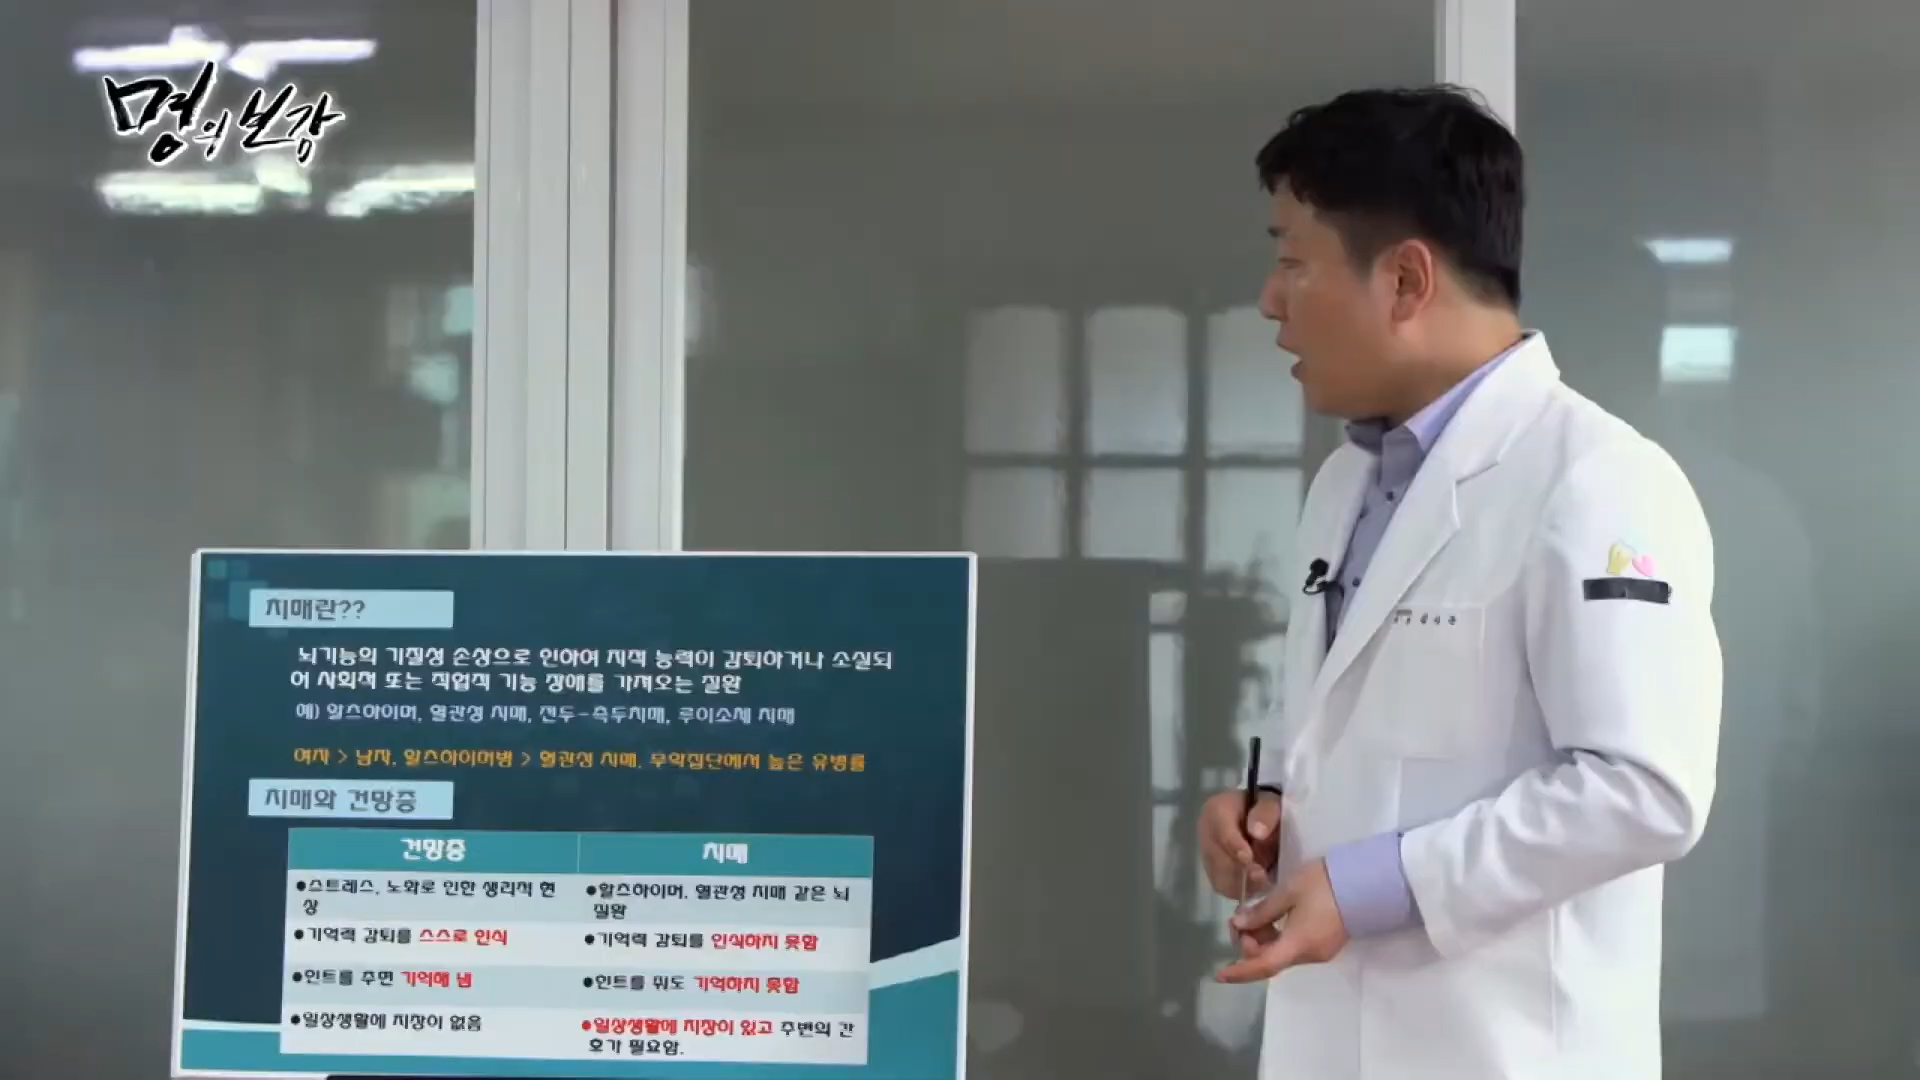 명의보감
치매란??
뇌기능의 기질성 손상으로 인하여 지적 능력이 감퇴하거나 소실되
어 사회적 또는 직업적 기능 장애를 가져오는 질환
예) 알츠하이머, 혈관성 치매, 전두-측두치매, 루이소체 치매
여자 > 남자, 알츠하이머병 > 혈관성 치매, 무학집단에서 높은 유병률
치매와 건망증
건망증
치매
●스트레스, 노화로 인한 생리적 현
상
●알츠하이머, 혈관성 치매 같은 뇌
질환
●기억력 감퇴를 스스로 인식
●기억력 감퇴를 인식하지 못함
●힌트를 주면 기억해 냄
●힌트를 줘도 기억하지 못함
●일상생활에 지장이 없음
●일상생활에 지장이 있고 주변의 간
호가 필요함.